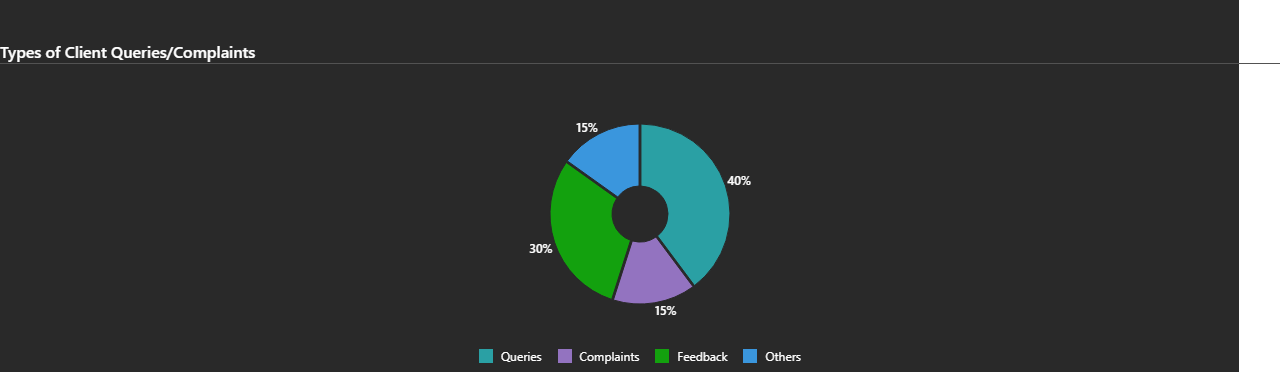 Types of Client Queries/Complaints
15%
40%
30%
15%
Queries Complaints Feedback Others